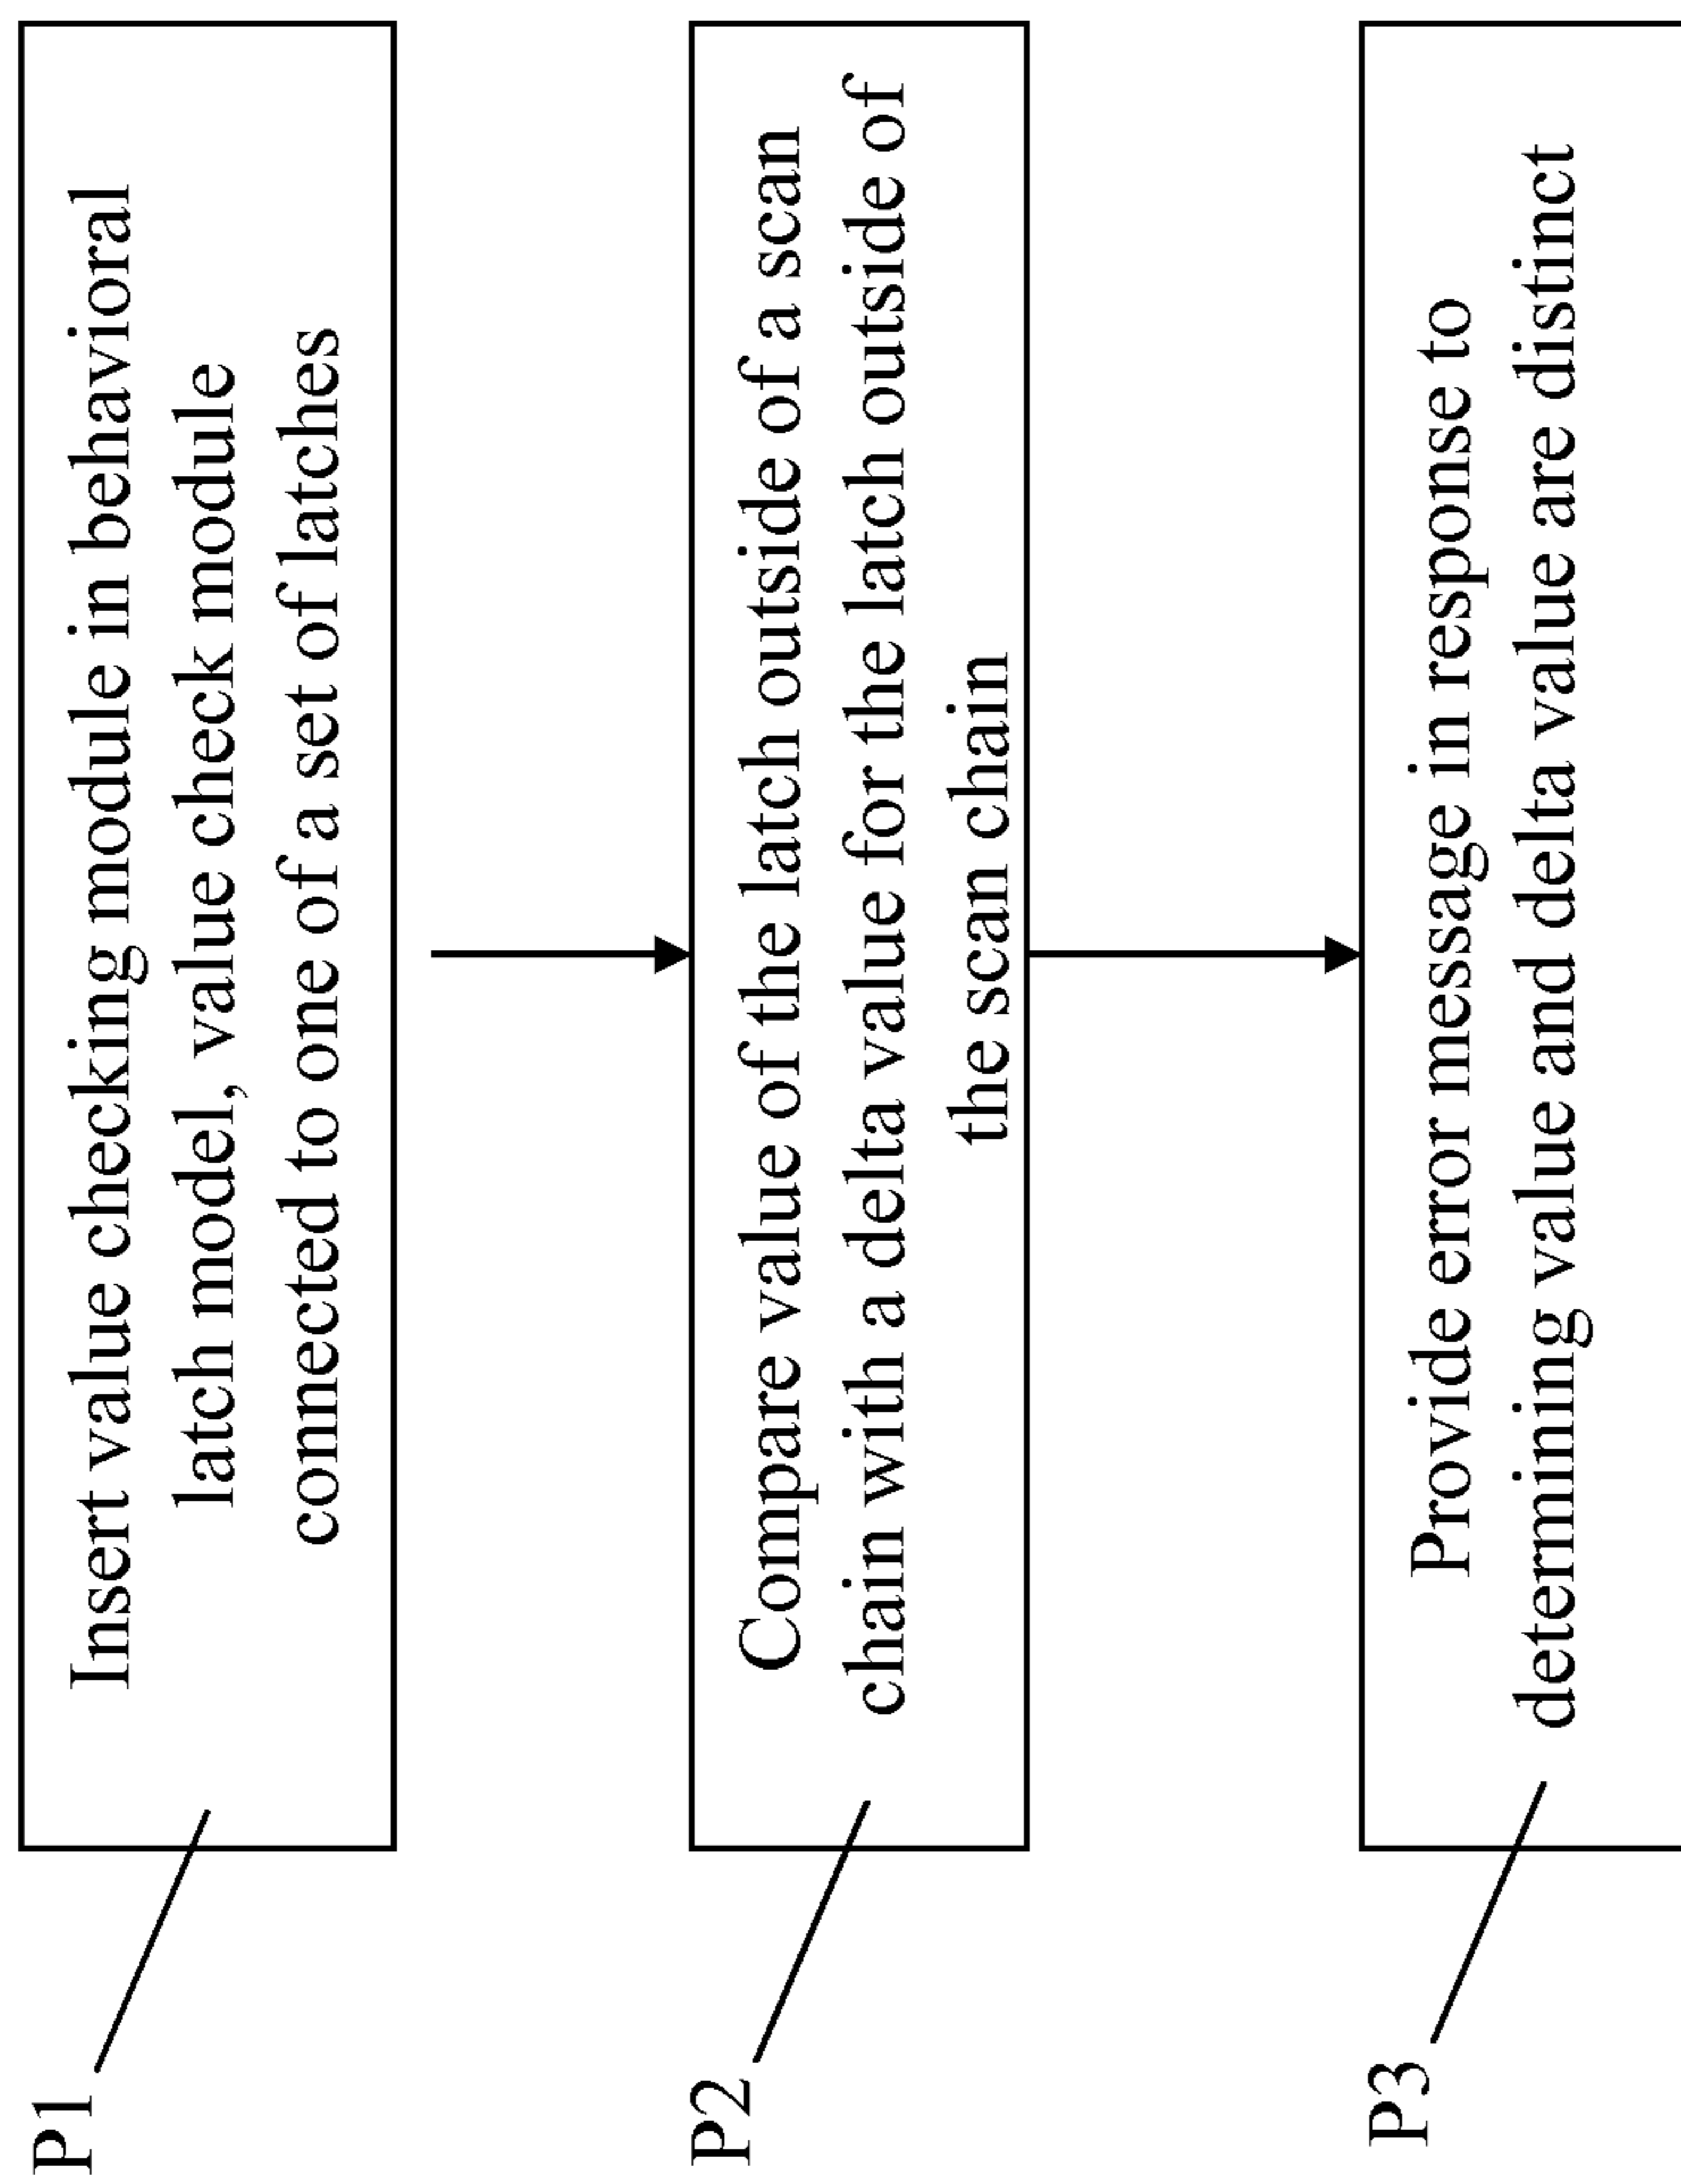 P1
Insert value checking module in behavioral
latch model, value check module
connected to one of a set of latches
P2
Compare value of the latch outside of a scan
chain with a delta value for the latch outside of
the scan chain
P3
Provide error message in response to
determining value and delta value are distinct